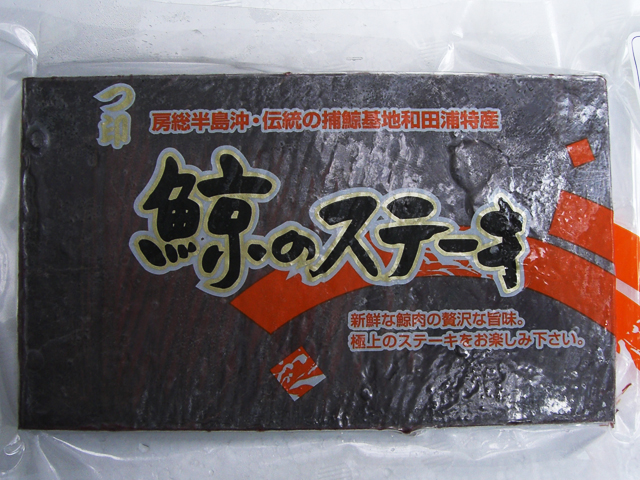 つ印
房総半島沖・伝統の捕鯨基地和田浦特産
鯨のステーキ
新鮮な鯨肉の贅沢な旨味。
極上のステーキをお楽しみ下さい。